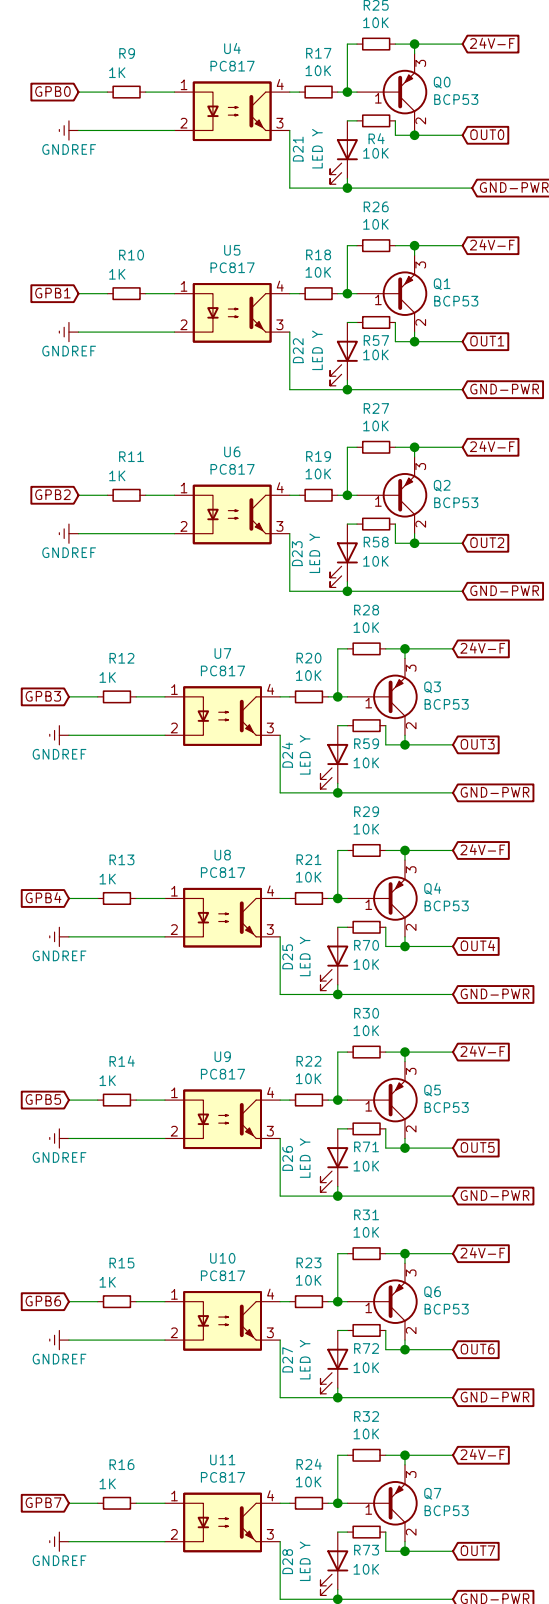 R25
10K
24V-F
U4
PC817
R9
1K
R17
10K
3
Q0
BCP53
GPB0
1
4
1
2
3
2
OUT0
GNDREF
D21
LED Y
R4
10K
GND-PWR
R26
10K
24V-F
U5
PC817
R10
1K
R18
10K
3
Q1
BCP53
GPB1
1
4
1
2
3
2
OUT1
GNDREF
D22
LED Y
R57
10K
GND-PWR
R27
10K
24V-F
U6
PC817
R11
1K
R19
10K
3
Q2
BCP53
GPB2
1
4
1
2
3
2
OUT2
GNDREF
D23
LED Y
R58
10K
GND-PWR
R28
10K
24V-F
U7
PC817
R12
1K
R20
10K
3
Q3
BCP53
GPB3
1
4
1
2
3
2
OUT3
GNDREF
D24
LED Y
R59
10K
GND-PWR
R29
10K
24V-F
U8
PC817
R13
1K
R21
10K
3
Q4
BCP53
GPB4
1
4
1
2
3
2
OUT4
GNDREF
D25
LED Y
R70
10K
GND-PWR
R30
10K
24V-F
U9
PC817
R14
1K
R22
10K
3
Q5
BCP53
GPB5
1
4
1
2
3
2
OUT5
GNDREF
D26
LED Y
R71
10K
GND-PWR
R31
10K
24V-F
U10
PC817
R15
1K
R23
10K
3
Q6
BCP53
GPB6
1
4
1
2
3
2
OUT6
GNDREF
D27
LED Y
R72
10K
GND-PWR
R32
10K
24V-F
U11
PC817
R16
1K
R24
10K
3
Q7
BCP53
GPB7
1
4
1
2
3
2
OUT7
GNDREF
D28
LED Y
R73
10K
GND-PWR